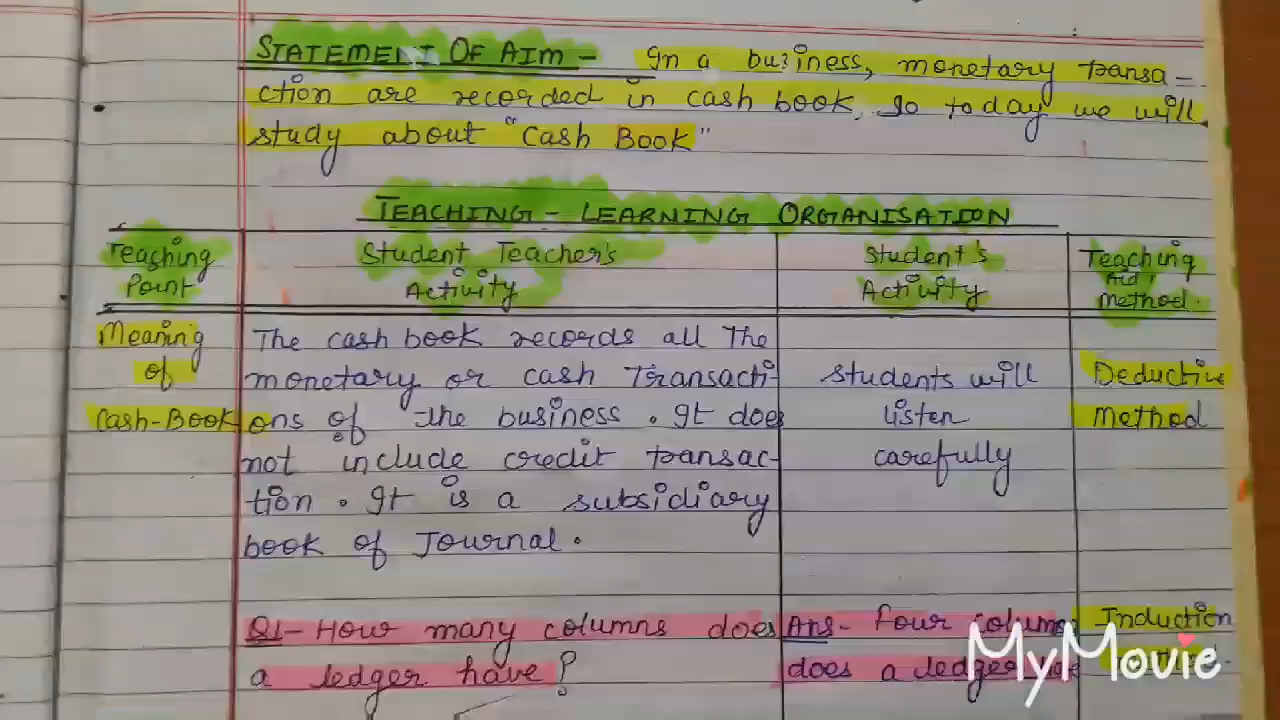 STATEMENT OF AIM - In a business, monetary transa-
ction are recorded in cash book, so today we will
study about "Cash Book"
TEACHING - LEARNING ORGANISATION
Teaching Point
Student Teacher's Activity
Student's Activity
Teaching Aid, method.
Meaning
of
Cash-Book
The cash book records all The
monetary or cash Transacti-
ons of the business. It does
not include credit transac-
tion. It is a subsidiary
book of Journal.
Students will
listen
carefully
Deductive
Method
Q1- How many columns does
a ledger have?
Ans- Four columns
does a ledger
Induction
MyMovie